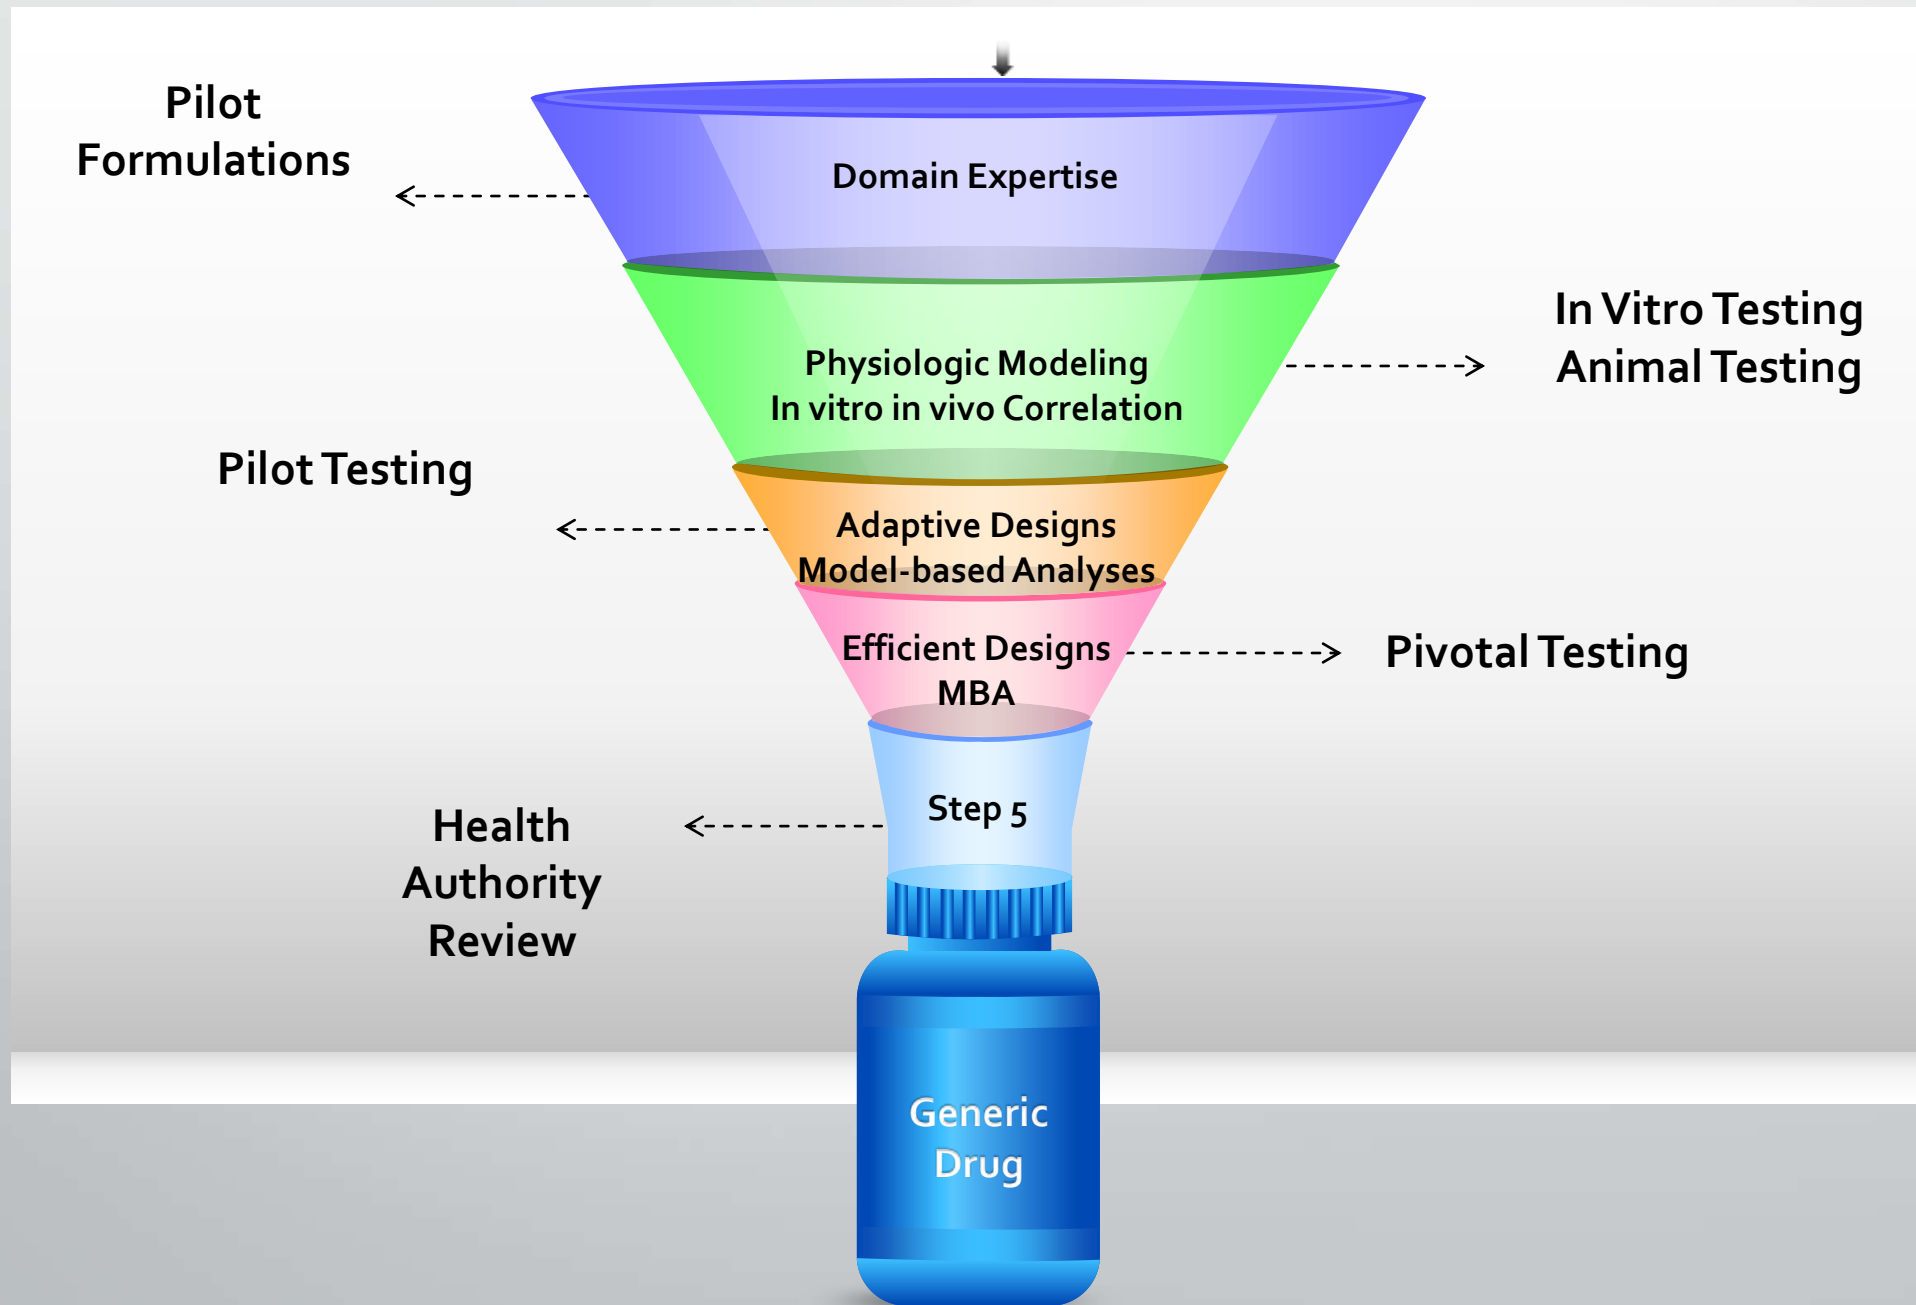 Pilot
Formulations
Domain Expertise
In Vitro Testing
Animal Testing
Physiologic Modeling
In vitro in vivo Correlation
Pilot Testing
Adaptive Designs
Model-based Analyses
Efficient Designs
MBA
Pivotal Testing
Step 5
Health
Authority
Review
Generic
Drug